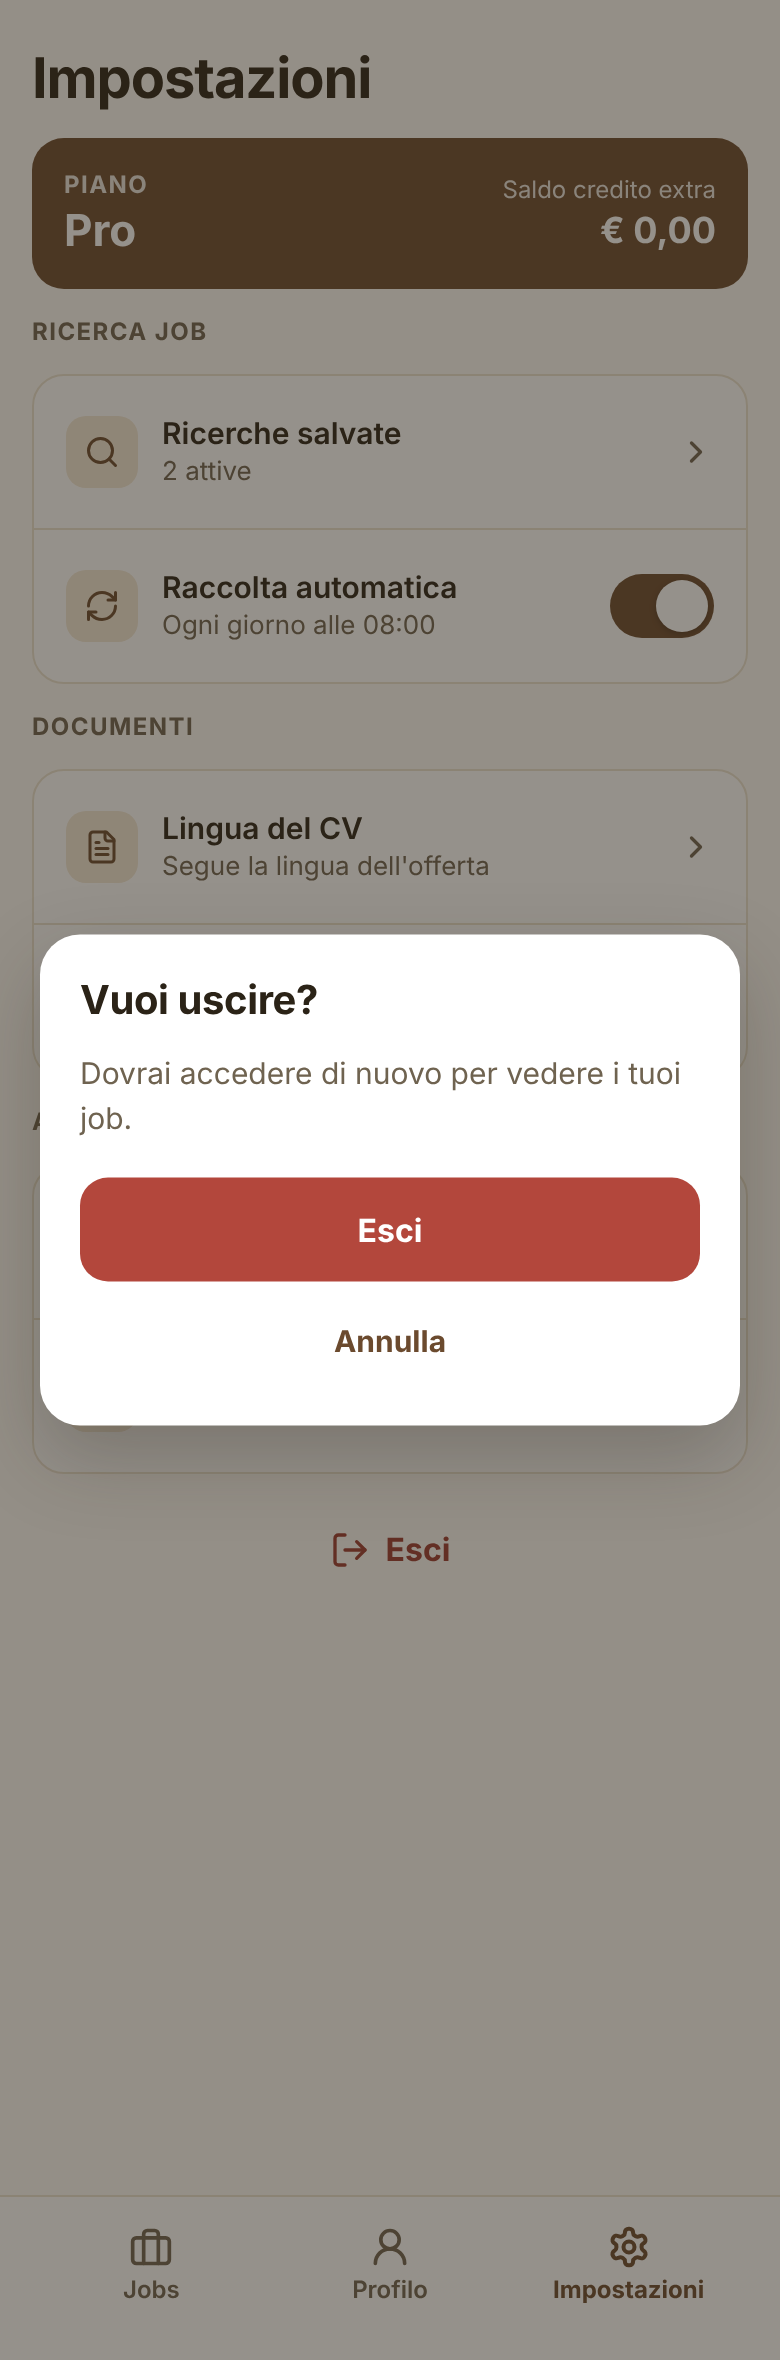 Impostazioni
PIANO
Pro
Saldo credito extra
€ 0,00
RICERCA JOB
Ricerche salvate
2 attive
Raccolta automatica
Ogni giorno alle 08:00
DOCUMENTI
Lingua del CV
Segue la lingua dell'offerta
Vuoi uscire?
Dovrai accedere di nuovo per vedere i tuoi
job.
Esci
Annulla
Esci
Jobs
Profilo
Impostazioni